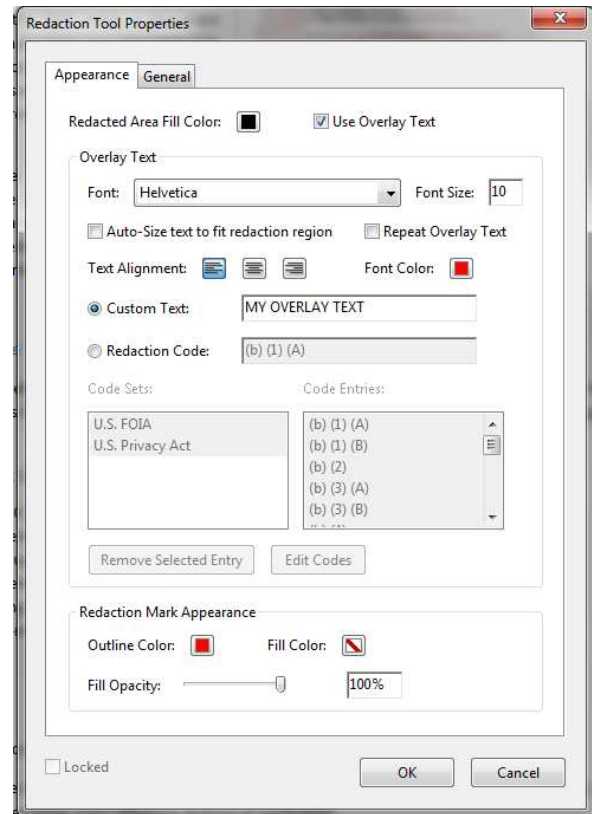 Redaction Tool Properties
Appearance General
Redacted Area Fill Color: Use Overlay Text
Overlay Text
Font: Helvetica Font Size: 10
Auto-Size text to fit redaction region Repeat Overlay Text
Text Alignment: Font Color:
Custom Text: MY OVERLAY TEXT
Redaction Code: (b) (1) (A)
Code Sets: Code Entries:
U.S. FOIA (b) (1) (A)
U.S. Privacy Act (b) (1) (B)
(b) (2)
(b) (3) (A)
(b) (3) (B)
Remove Selected Entry Edit Codes
Redaction Mark Appearance
Outline Color: Fill Color:
Fill Opacity: 100%
Locked OK Cancel